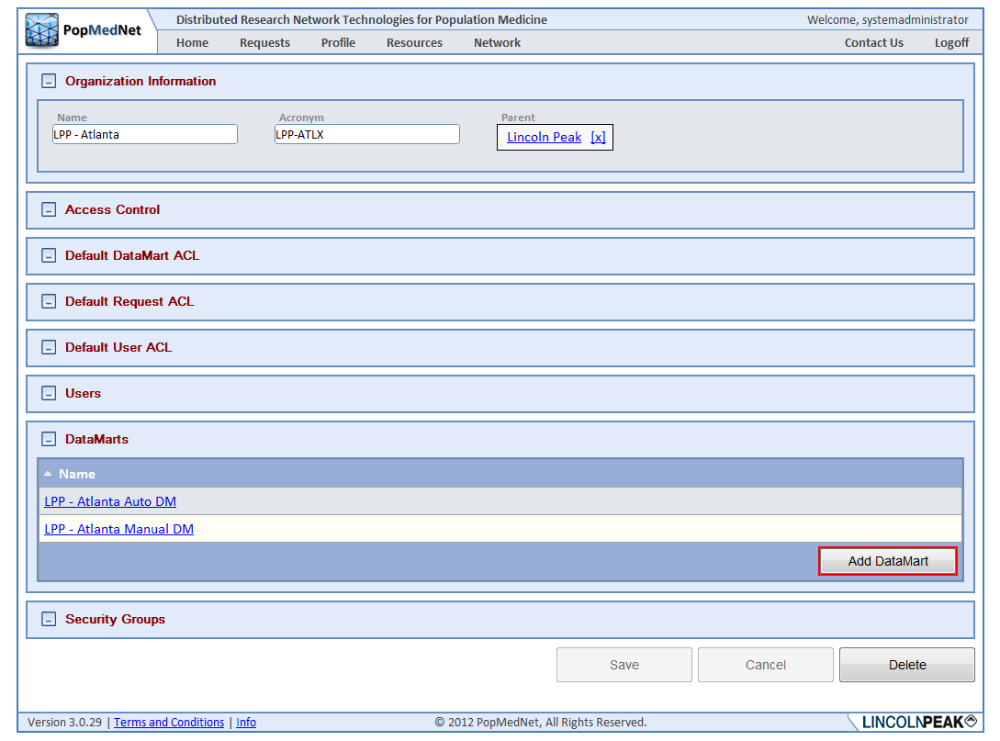 PopMedNet
Distributed Research Network Technologies for Population Medicine
Welcome, systemadministrator
Home Requests Profile Resources Network Contact Us Logoff
Organization Information
Name Acronym Parent
LPP - Atlanta LPP-ATLX Lincoln Peak [x]
Access Control
Default DataMart ACL
Default Request ACL
Default User ACL
Users
DataMarts
Name
LPP - Atlanta Auto DM
LPP - Atlanta Manual DM
Add DataMart
Security Groups
Save Cancel Delete
Version 3.0.29 | Terms and Conditions | Info © 2012 PopMedNet, All Rights Reserved. LINCOLNPEAK